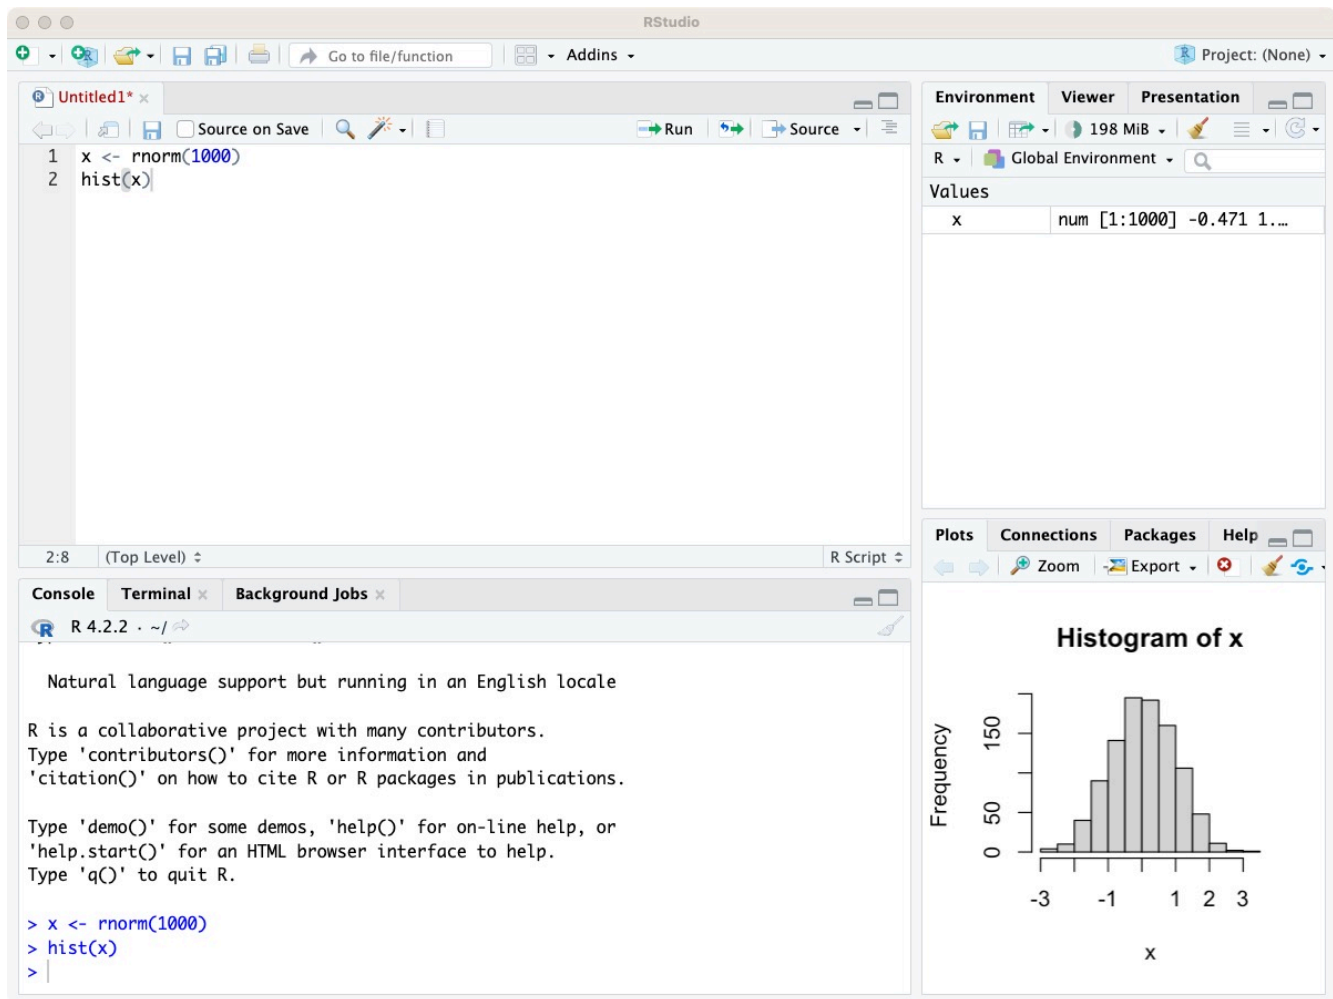 RStudio
Go to file/function
Addins
Project: (None)
Untitled1*
Source on Save
Run
Source
1 x <- rnorm(1000)
2 hist(x)
2:8 (Top Level) R Script
Console Terminal Background Jobs
R 4.2.2 · ~/
Natural language support but running in an English locale
R is a collaborative project with many contributors.
Type 'contributors()' for more information and
'citation()' on how to cite R or R packages in publications.
Type 'demo()' for some demos, 'help()' for on-line help, or
'help.start()' for an HTML browser interface to help.
Type 'q()' to quit R.
> x <- rnorm(1000)
> hist(x)
>
Environment Viewer Presentation
198 MiB
R Global Environment
Values
x num [1:1000] -0.471 1.…
Plots Connections Packages Help
Zoom Export
Histogram of x
Frequency
150
50
0
-3 -1 1 2 3
x